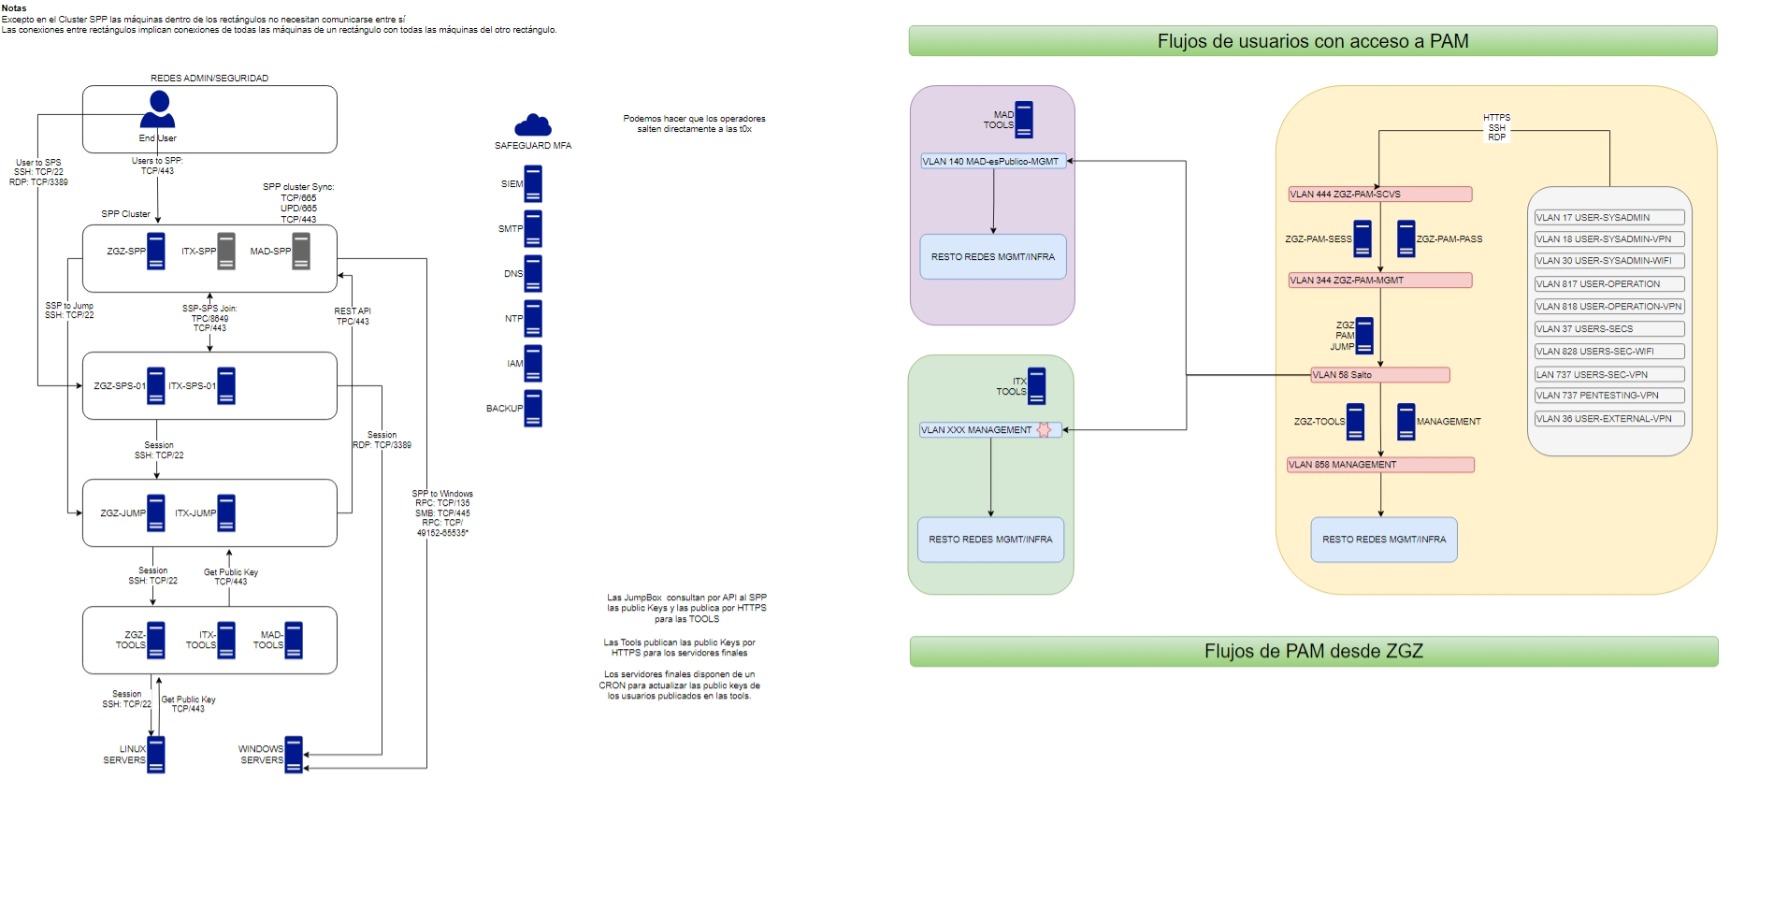 Notas
Excepto en el Cluster SPP las máquinas dentro de los rectángulos no necesitan comunicarse entre sí
Las conexiones entre rectángulos implican conexiones de todas las máquinas de un rectángulo con todas las máquinas del otro rectángulo.
REDES ADMIN/SEGURIDAD
End User
User to SPS
SSH: TCP/22
RDP: TCP/3389
Users to SPP:
TCP/443
SPP cluster Sync:
TCP/665
UPD/665
TCP/443
SPP Cluster
ZGZ-SPP
ITX-SPP
MAD-SPP
SSP to Jump
SSH: TCP/22
SSP-SPS Join:
TPC/8649
TCP/443
REST API
TPC/443
ZGZ-SPS-01
ITX-SPS-01
Session
SSH: TCP/22
Session
RDP: TCP/3389
ZGZ-JUMP
ITX-JUMP
SPP to Windows
RPC: TCP/135
SMB: TCP/445
RPC: TCP/
49152-65535*
Session
SSH: TCP/22
Get Public Key
TCP/443
ZGZ-
TOOLS
ITX-
TOOLS
MAD-
TOOLS
Session
SSH: TCP/22
Get Public Key
TCP/443
LINUX
SERVERS
WINDOWS
SERVERS
SAFEGUARD MFA
SIEM
SMTP
DNS
NTP
IAM
BACKUP
Podemos hacer que los operadores
salten directamente a las t0x
Las JumpBox consultan por API al SPP
las public Keys y las publica por HTTPS
para las TOOLS
Las Tools publican las public Keys por
HTTPS para los servidores finales
Los servidores finales disponen de un
CRON para actualizar las public keys de
los usuarios publicados en las tools.
Flujos de usuarios con acceso a PAM
MAD
TOOLS
VLAN 140 MAD-esPublico-MGMT
RESTO REDES MGMT/INFRA
ITX
TOOLS
VLAN XXX MANAGEMENT
RESTO REDES MGMT/INFRA
HTTPS
SSH
RDP
VLAN 444 ZGZ-PAM-SCVS
ZGZ-PAM-SESS
ZGZ-PAM-PASS
VLAN 344 ZGZ-PAM-MGMT
ZGZ
PAM
JUMP
VLAN 58 Salto
ZGZ-TOOLS
MANAGEMENT
VLAN 858 MANAGEMENT
RESTO REDES MGMT/INFRA
VLAN 17 USER-SYSADMIN
VLAN 18 USER-SYSADMIN-VPN
VLAN 30 USER-SYSADMIN-WIFI
VLAN 817 USER-OPERATION
VLAN 818 USER-OPERATION-VPN
VLAN 37 USERS-SECS
VLAN 828 USERS-SEC-WIFI
LAN 737 USERS-SEC-VPN
VLAN 737 PENTESTING-VPN
VLAN 36 USER-EXTERNAL-VPN
Flujos de PAM desde ZGZ